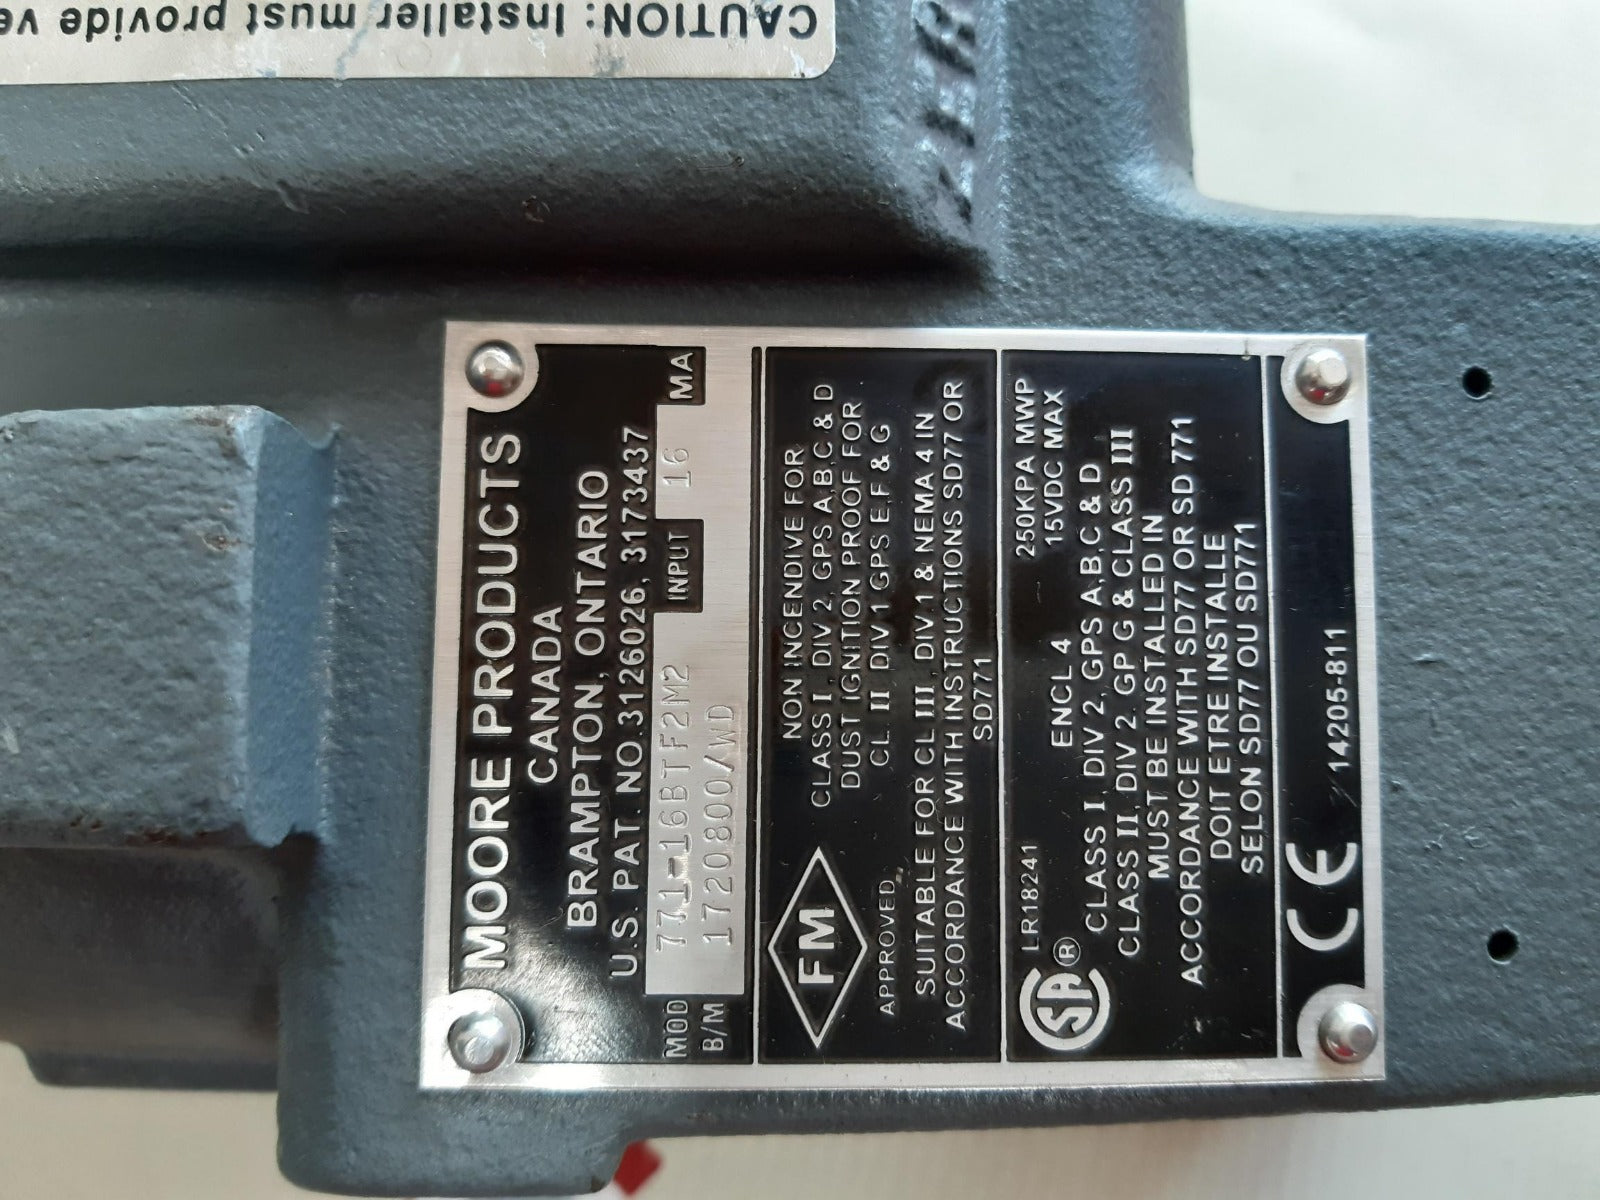 CAUTION: Installer must provide
MOORE PRODUCTS
CANADA
BRAMPTON, ONTARIO
U.S. PAT. NO. 3126026, 3173437
MOD 771-16BTF2M2 INPUT 16 MA
B/M 1720800/WD
FM
APPROVED
NON INCENDIVE FOR
CLASS I, DIV 2, GPS A,B,C & D
DUST IGNITION PROOF FOR
CL. II ,DIV 1 GPS E,F & G
SUITABLE FOR CL III, DIV 1 & NEMA 4 IN
ACCORDANCE WITH INSTRUCTIONS SD77 OR
SD771
SA ®
LR18241
250KPA MWP
ENCL 4 15VDC MAX
CLASS I, DIV 2, GPS A,B,C & D
CLASS II, DIV 2. GP G & CLASS III
MUST BE INSTALLED IN
ACCORDANCE WITH SD77 OR SD 771
DOIT ETRE INSTALLE
SELON SD77 OU SD771
CE 14205-811